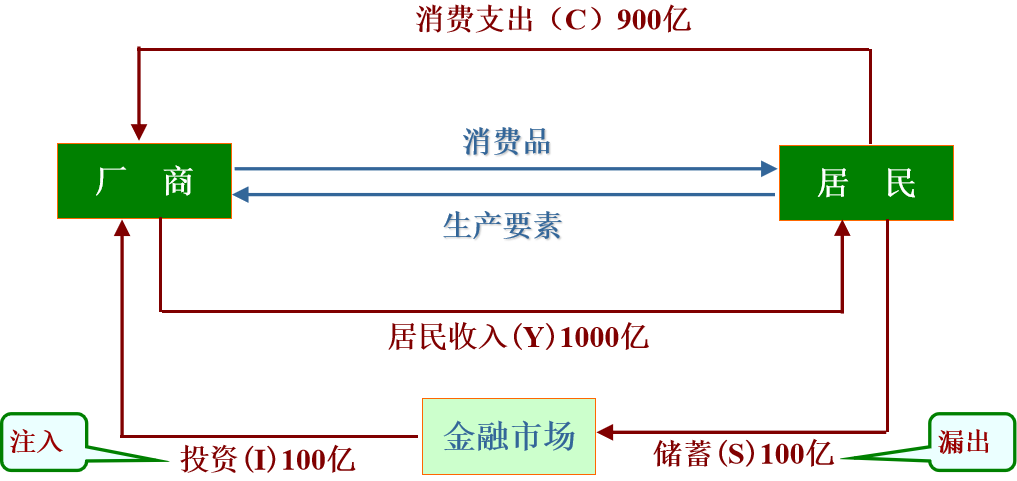 消费支出（C）900亿
消费品
厂 商
居 民
生产要素
居民收入(Y)1000亿
金融市场
注入
投资(I)100亿
储蓄(S)100亿
漏出